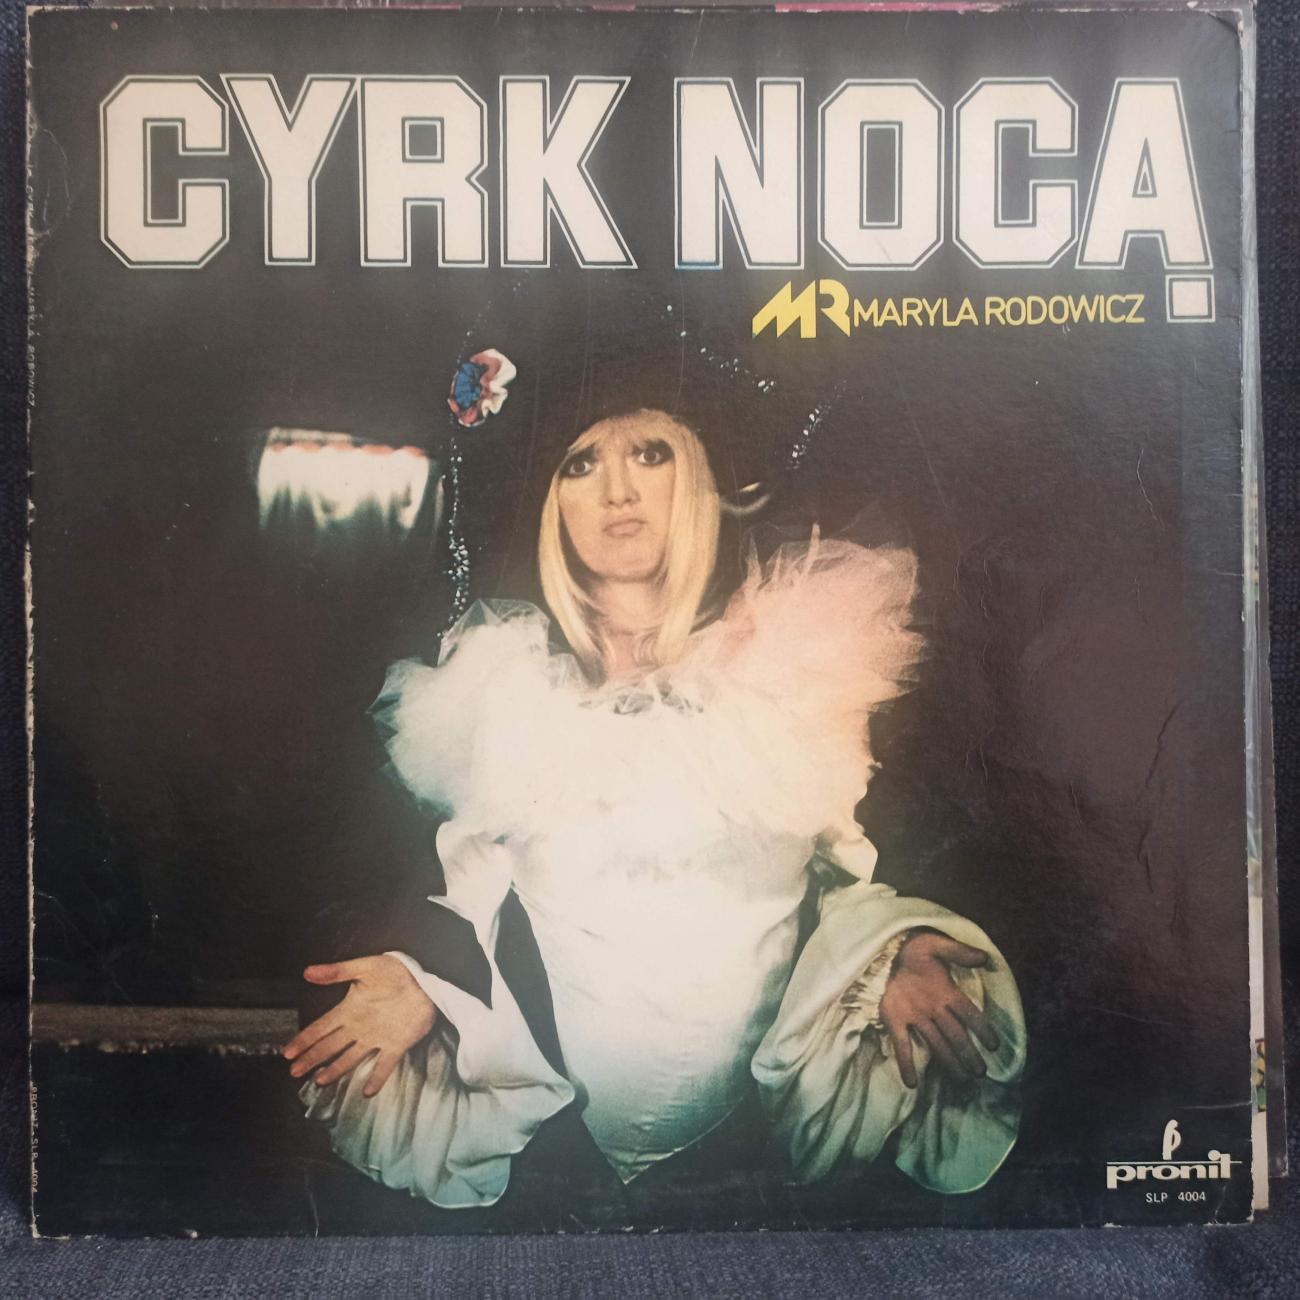 CYRK NOCĄ
MR MARYLA RODOWICZ
pronit
SLP 4004